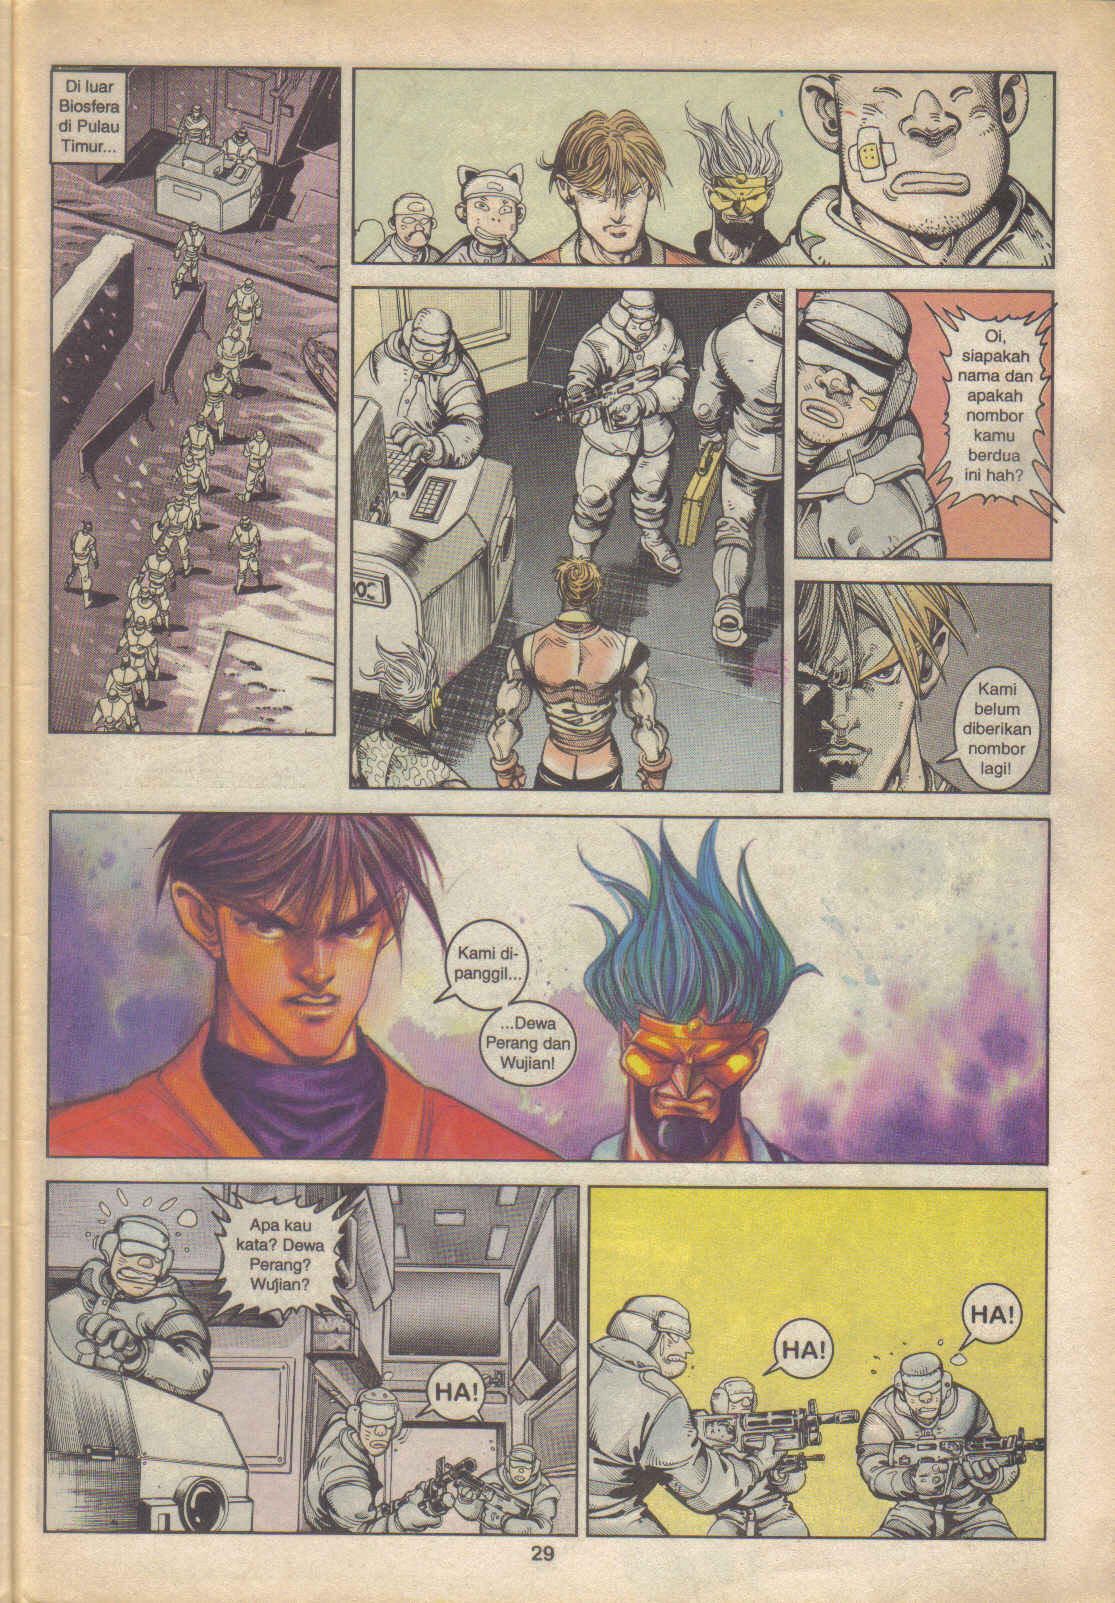 Di luar
Biosfera
di Pulau
Timur...
Oi,
siapakah
nama dan
apakah
nombor
kamu
berdua
ini hah?
Kami
belum
diberikan
nombor
lagi!
Kami di-
panggil...
...Dewa
Perang dan
Wujian!
Apa kau
kata? Dewa
Perang?
Wujian?
HA!
HA!
HA!
29